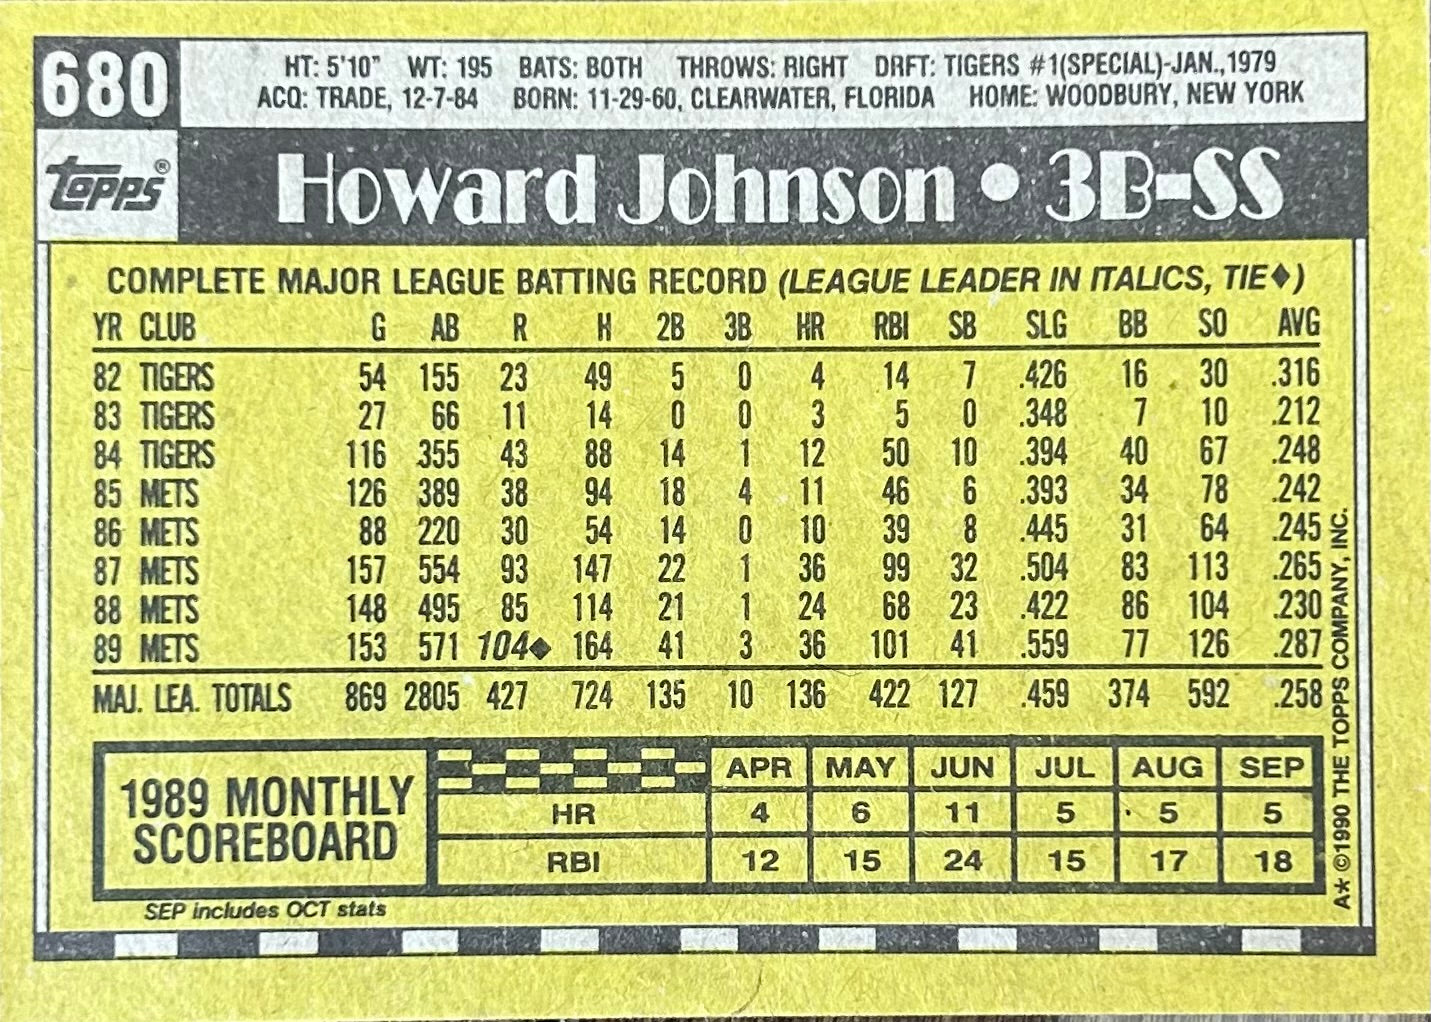 680
HT: 5'10" WT: 195 BATS: BOTH THROWS: RIGHT DRFT: TIGERS #1(SPECIAL)-JAN.,1979
ACQ: TRADE, 12-7-84 BORN: 11-29-60, CLEARWATER, FLORIDA HOME: WOODBURY, NEW YORK
Topps®
Howard Johnson • 3B-SS
COMPLETE MAJOR LEAGUE BATTING RECORD (LEAGUE LEADER IN ITALICS, TIE♦)
YR CLUB G AB R H 2B 3B HR RBI SB SLG BB SO AVG
82 TIGERS 54 155 23 49 5 0 4 14 7 .426 16 30 .316
83 TIGERS 27 66 11 14 0 0 3 5 0 .348 7 10 .212
84 TIGERS 116 355 43 88 14 1 12 50 10 .394 40 67 .248
85 METS 126 389 38 94 18 4 11 46 6 .393 34 78 .242
86 METS 88 220 30 54 14 0 10 39 8 .445 31 64 .245
87 METS 157 554 93 147 22 1 36 99 32 .504 83 113 .265
88 METS 148 495 85 114 21 1 24 68 23 .422 86 104 .230
89 METS 153 571 104♦ 164 41 3 36 101 41 .559 77 126 .287
MAJ. LEA. TOTALS 869 2805 427 724 135 10 136 422 127 .459 374 592 .258
1989 MONTHLY
SCOREBOARD
APR MAY JUN JUL AUG SEP
HR 4 6 11 5 5 5
RBI 12 15 24 15 17 18
SEP includes OCT stats
A* ©1990 THE TOPPS COMPANY, INC.